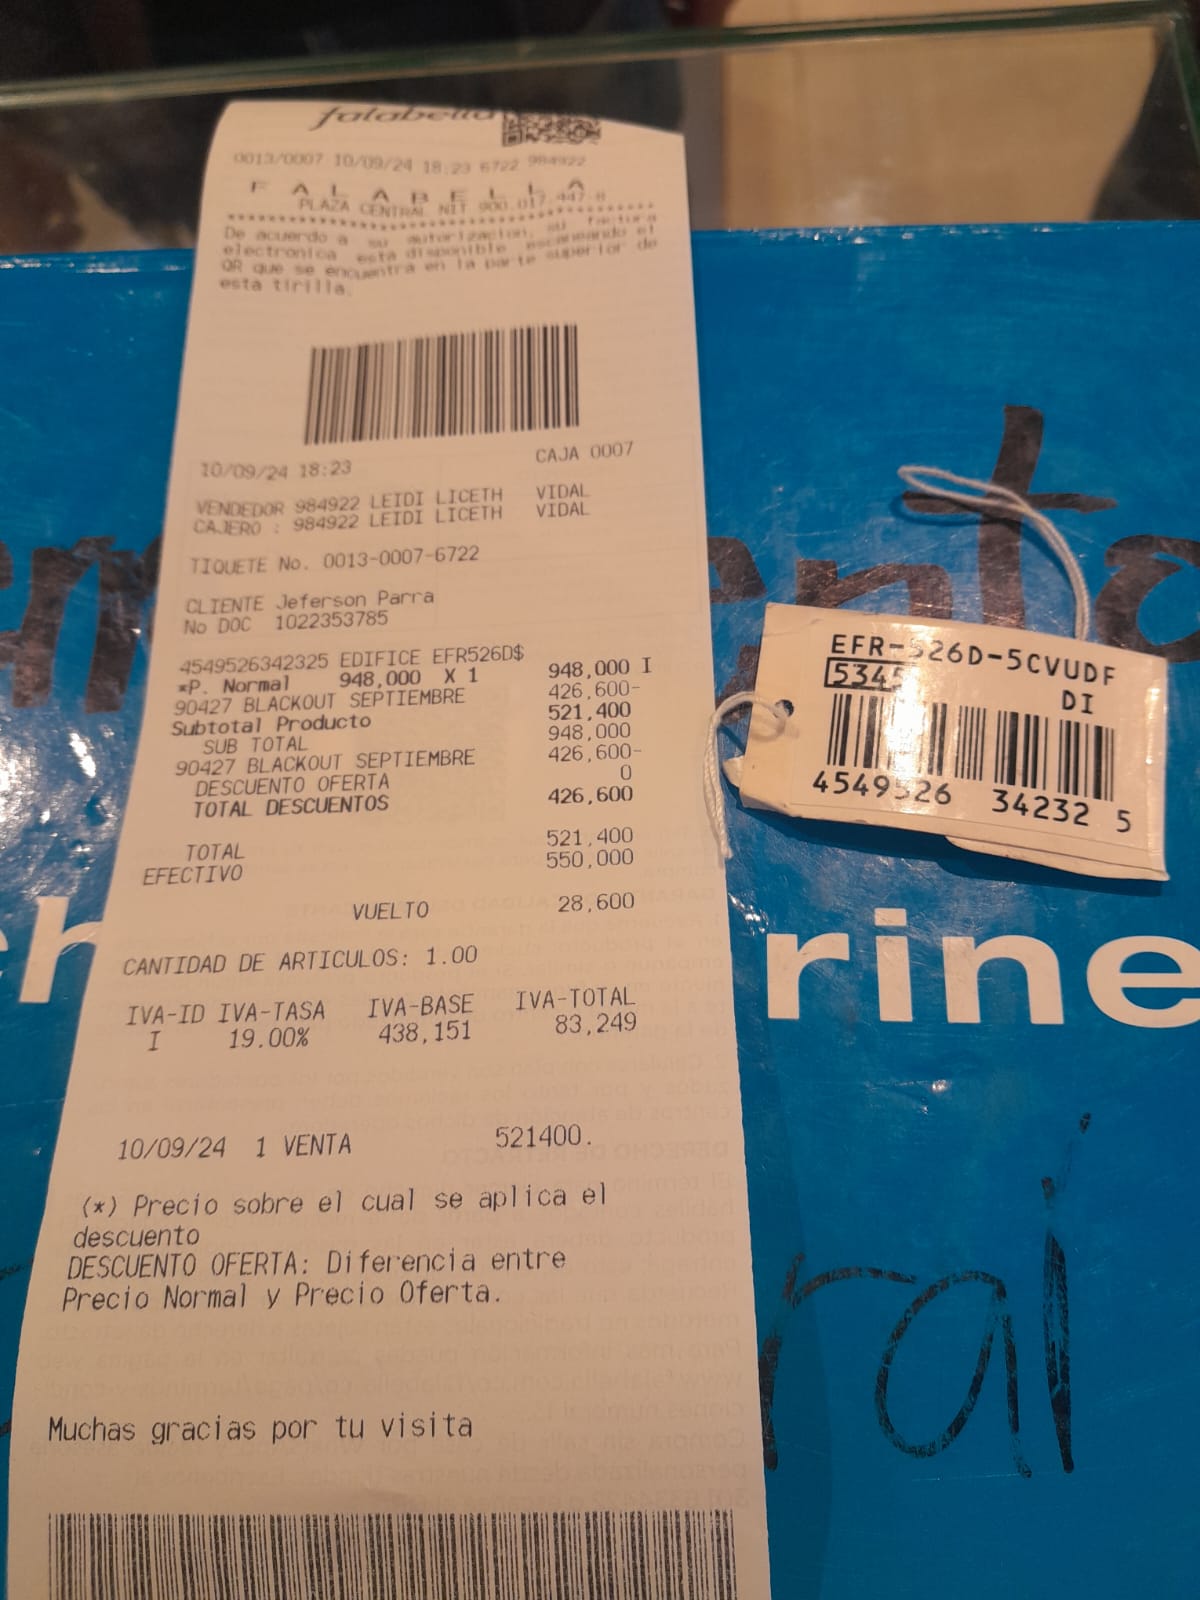 falabella
0013/0007 10/09/24 18:23 6722 984922
F A L A B E L L A
PLAZA CENTRAL NIT 900.017.447-8
De acuerdo a su autorizacion, su factura
electronica esta disponible escaneando el
QR que se encuentra en la parte superior de
esta tirilla.
10/09/24 18:23 CAJA 0007
VENDEDOR 984922 LEIDI LICETH VIDAL
CAJERO : 984922 LEIDI LICETH VIDAL
TIQUETE No. 0013-0007-6722
CLIENTE Jeferson Parra
No DOC 1022353785
4549526342325 EDIFICE EFR526D$
*P. Normal 948,000 X 1 948,000 I
90427 BLACKOUT SEPTIEMBRE 426,600-
Subtotal Producto 521,400
SUB TOTAL 948,000
90427 BLACKOUT SEPTIEMBRE 426,600-
DESCUENTO OFERTA 0
TOTAL DESCUENTOS 426,600
TOTAL 521,400
EFECTIVO 550,000
VUELTO 28,600
CANTIDAD DE ARTICULOS: 1.00
IVA-ID IVA-TASA IVA-BASE IVA-TOTAL
I 19.00% 438,151 83,249
10/09/24 1 VENTA 521400.
(*) Precio sobre el cual se aplica el
descuento
DESCUENTO OFERTA: Diferencia entre
Precio Normal y Precio Oferta.
Muchas gracias por tu visita
EFR-526D-5CVUDF
5345
DI
4549526 34232 5
rine